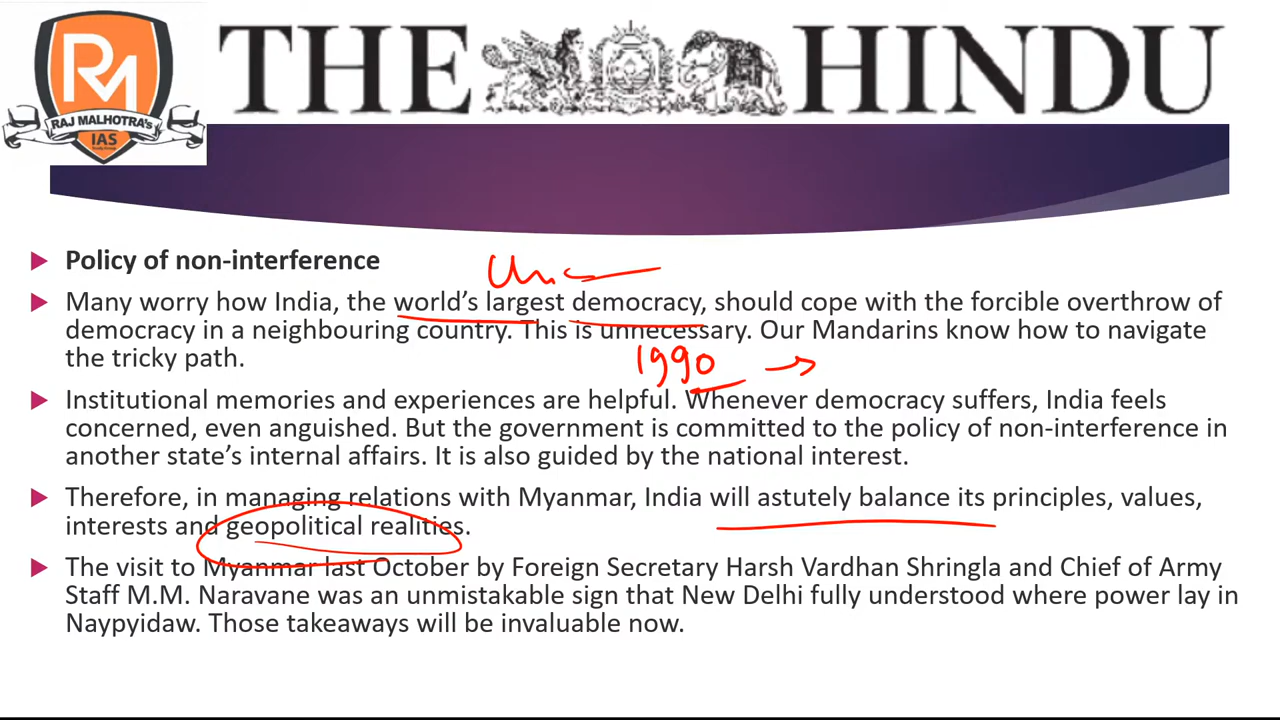 RM
RAJ MALHOTRA'S
IAS
THE HINDU
Policy of non-interference
Many worry how India, the world's largest democracy, should cope with the forcible overthrow of
democracy in a neighbouring country. This is unnecessary. Our Mandarins know how to navigate
the tricky path.
1990
Institutional memories and experiences are helpful. Whenever democracy suffers, India feels
concerned, even anguished. But the government is committed to the policy of non-interference in
another state's internal affairs. It is also guided by the national interest.
Therefore, in managing relations with Myanmar, India will astutely balance its principles, values,
interests and geopolitical realities.
The visit to Myanmar last October by Foreign Secretary Harsh Vardhan Shringla and Chief of Army
Staff M.M. Naravane was an unmistakable sign that New Delhi fully understood where power lay in
Naypyidaw. Those takeaways will be invaluable now.